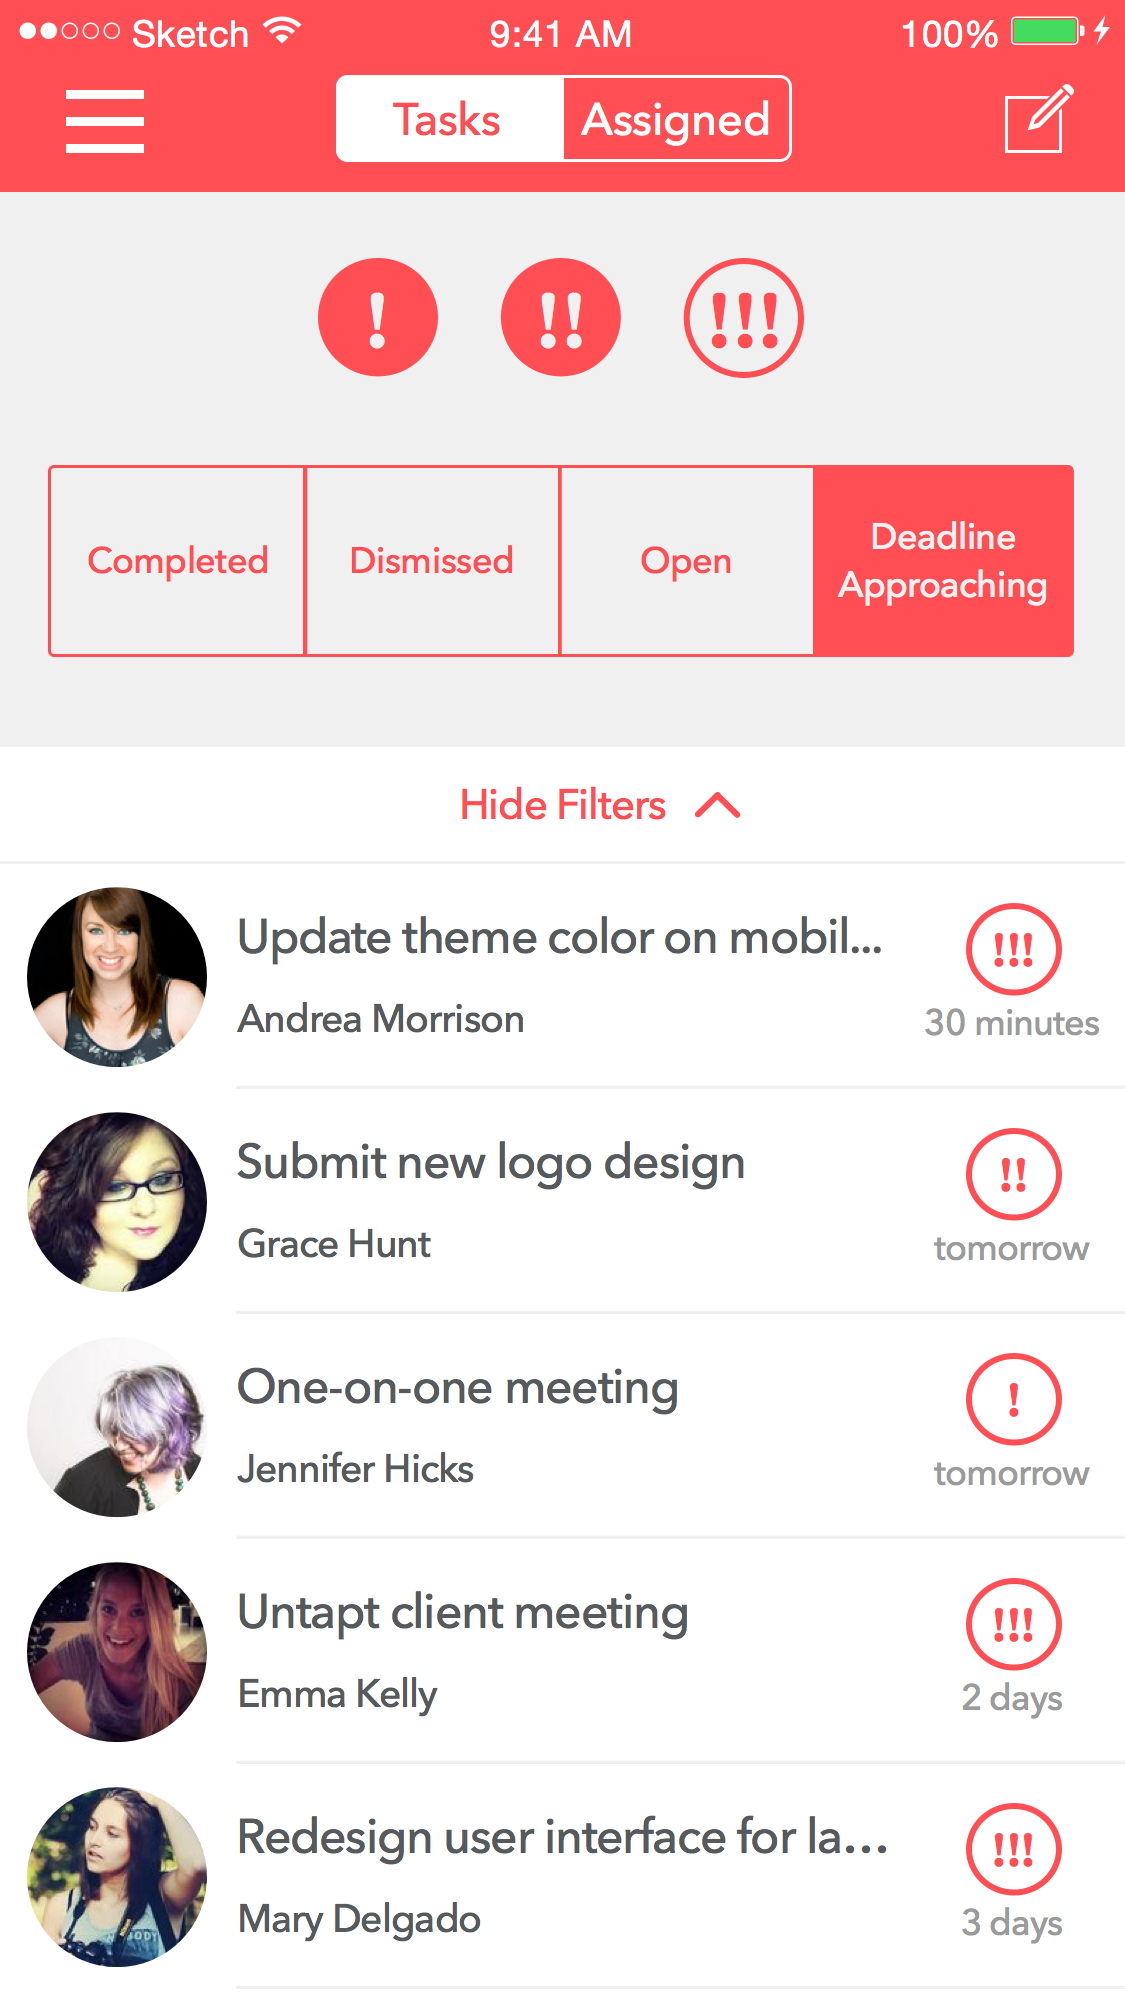 Sketch 9:41 AM 100%
Tasks Assigned
! !! !!!
Completed Dismissed Open Deadline Approaching
Hide Filters
Update theme color on mobil...
!!!
Andrea Morrison
30 minutes
Submit new logo design
!!
Grace Hunt
tomorrow
One-on-one meeting
!
Jennifer Hicks
tomorrow
Untapt client meeting
!!!
Emma Kelly
2 days
Redesign user interface for la...
!!!
Mary Delgado
3 days